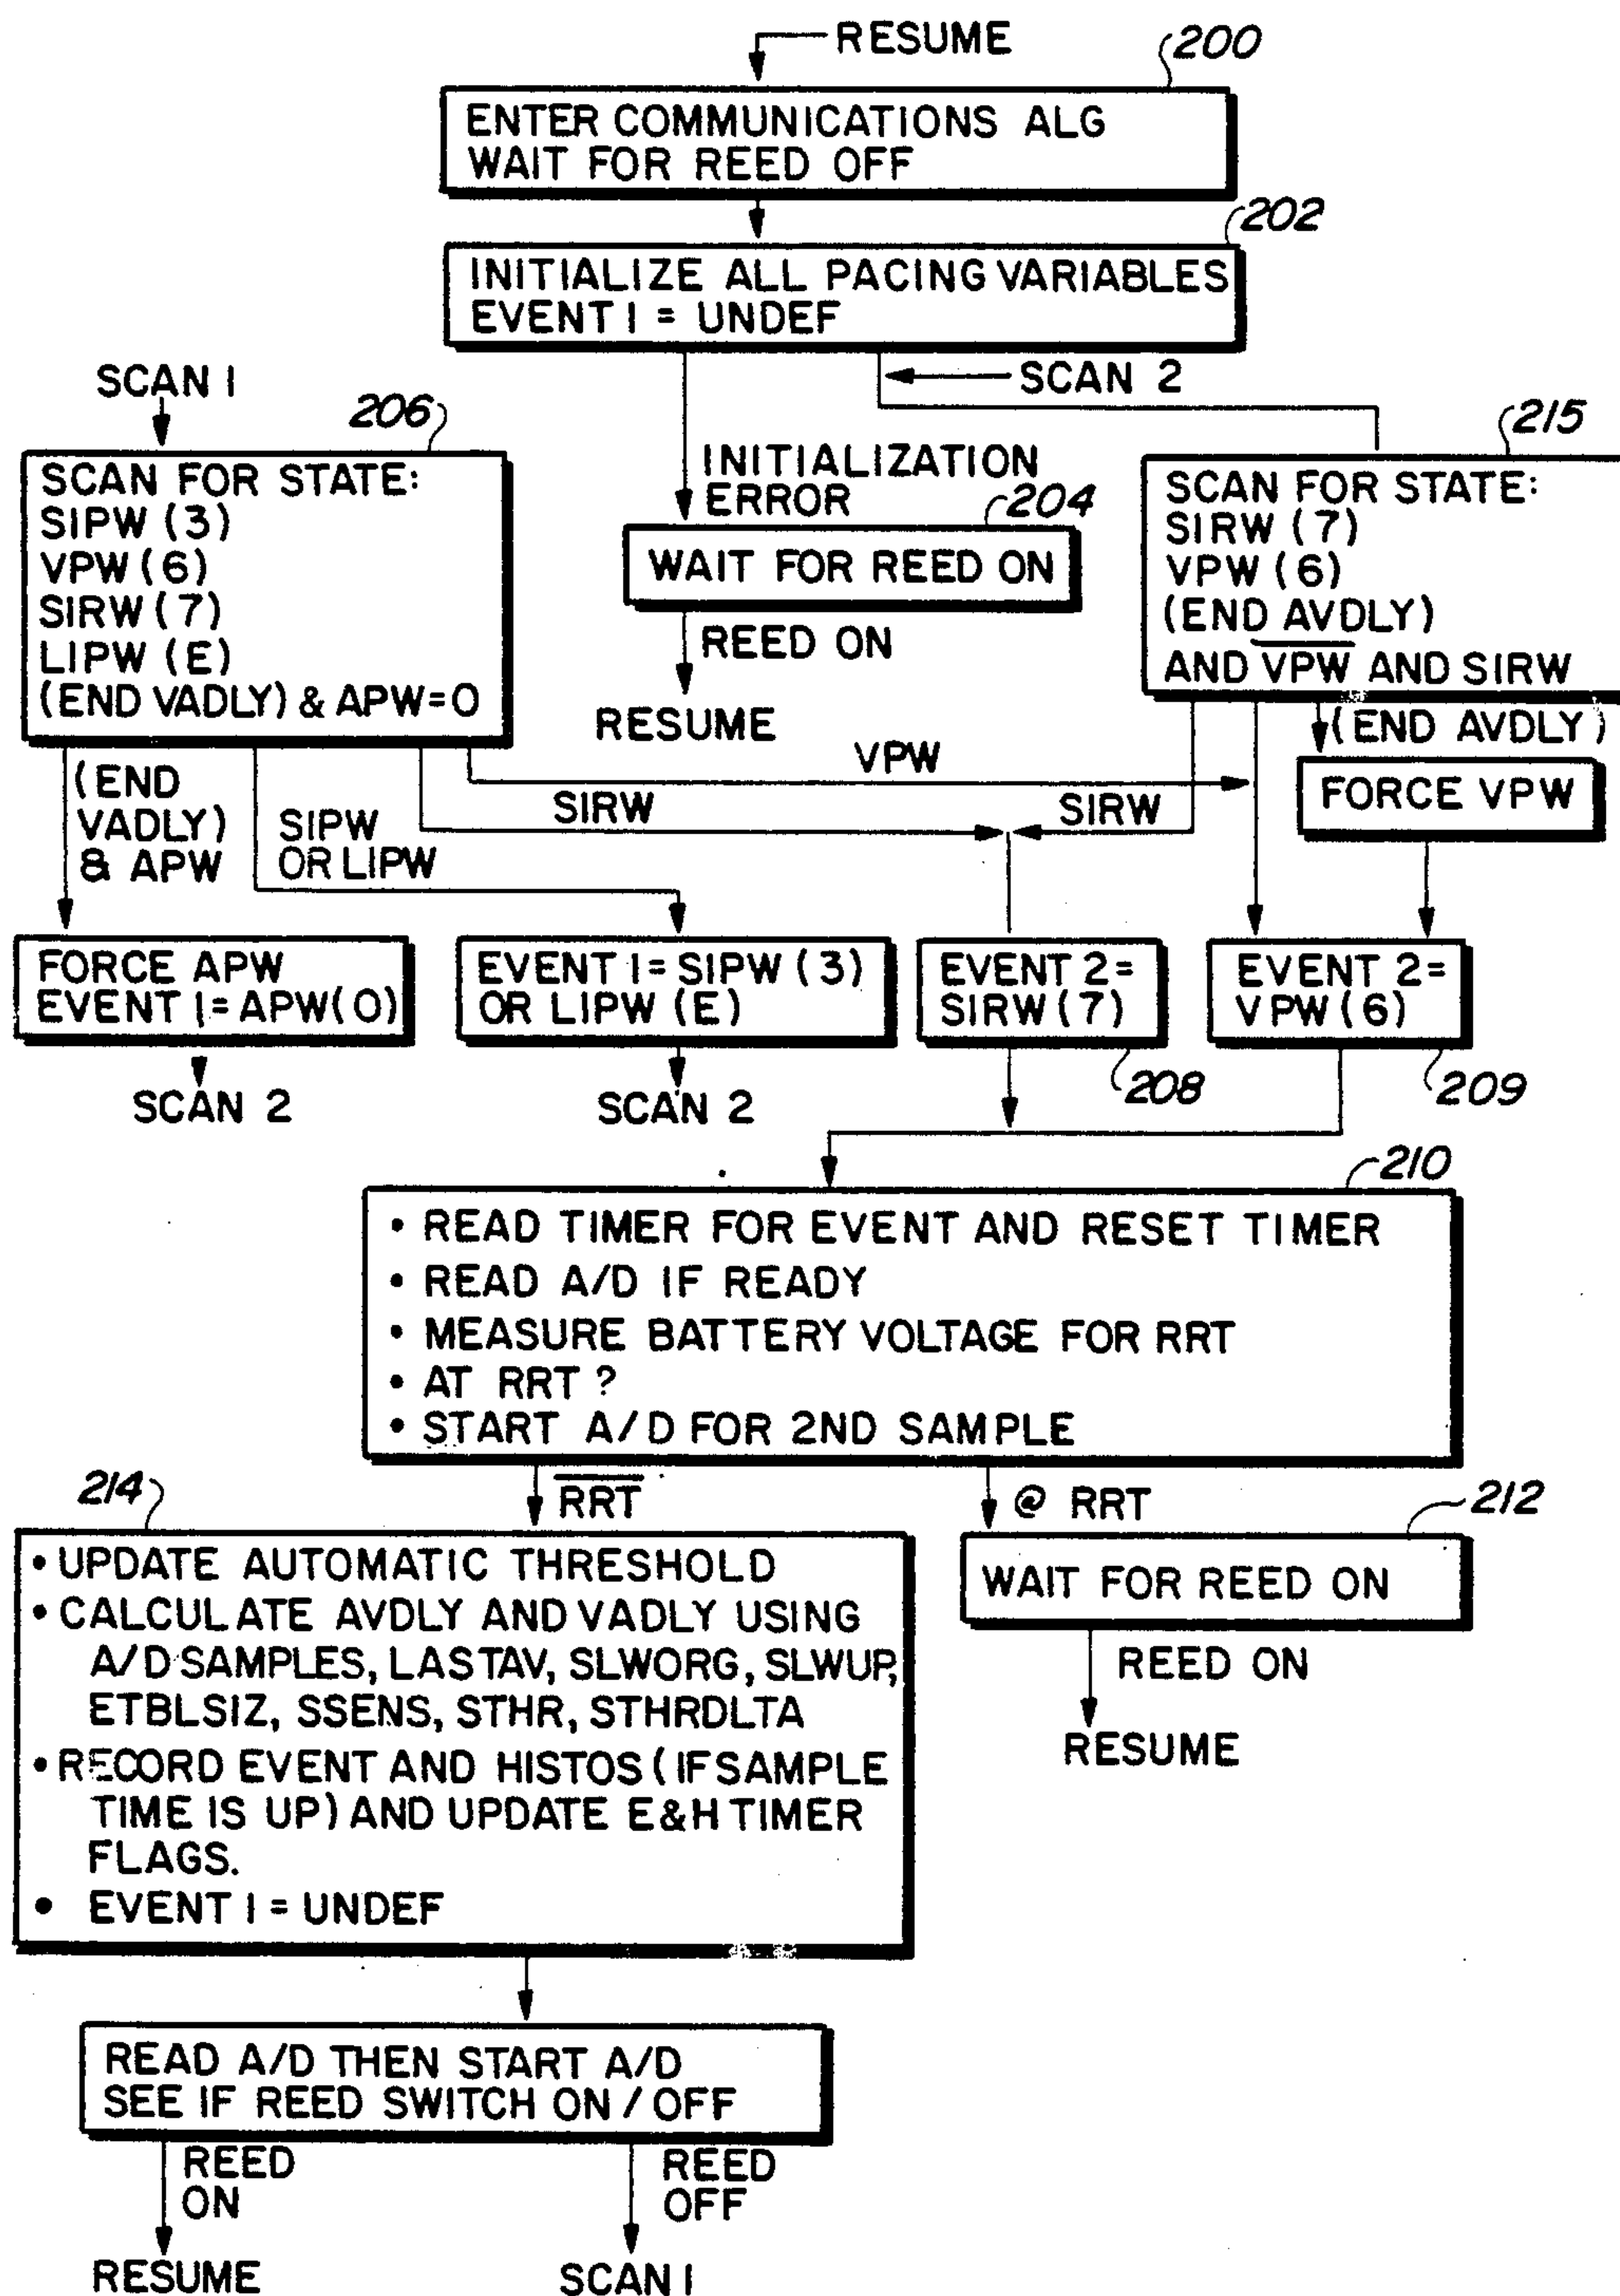 RESUME
200
ENTER COMMUNICATIONS ALG
WAIT FOR REED OFF
202
INITIALIZE ALL PACING VARIABLES
EVENT 1 = UNDEF
SCAN 1
SCAN 2
206
SCAN FOR STATE:
SIPW (3)
VPW (6)
SIRW (7)
LIPW (E)
(END VADLY) & APW=0
INITIALIZATION
ERROR
204
WAIT FOR REED ON
REED ON
RESUME
215
SCAN FOR STATE:
SIRW (7)
VPW (6)
(END AVDLY)
AND V̅P̅W̅ AND SIRW
(END AVDLY)
VPW
FORCE VPW
(END
VADLY)
& APW
SIPW
OR LIPW
SIRW
SIRW
FORCE APW
EVENT 1=APW(0)
EVENT 1=SIPW (3)
OR LIPW (E)
EVENT 2=
SIRW (7)
EVENT 2=
VPW (6)
208
209
SCAN 2
SCAN 2
210
• READ TIMER FOR EVENT AND RESET TIMER
• READ A/D IF READY
• MEASURE BATTERY VOLTAGE FOR RRT
• AT RRT ?
• START A/D FOR 2ND SAMPLE
214
R̅R̅T̅
@ RRT
212
WAIT FOR REED ON
REED ON
RESUME
• UPDATE AUTOMATIC THRESHOLD
• CALCULATE AVDLY AND VADLY USING
A/D SAMPLES, LASTAV, SLWORG, SLWUP,
ETBLSIZ, SSENS, STHR, STHRDLTA
• RECORD EVENT AND HISTOS (IF SAMPLE
TIME IS UP) AND UPDATE E&H TIMER
FLAGS.
• EVENT 1 = UNDEF
READ A/D THEN START A/D
SEE IF REED SWITCH ON / OFF
REED
ON
REED
OFF
RESUME
SCAN 1